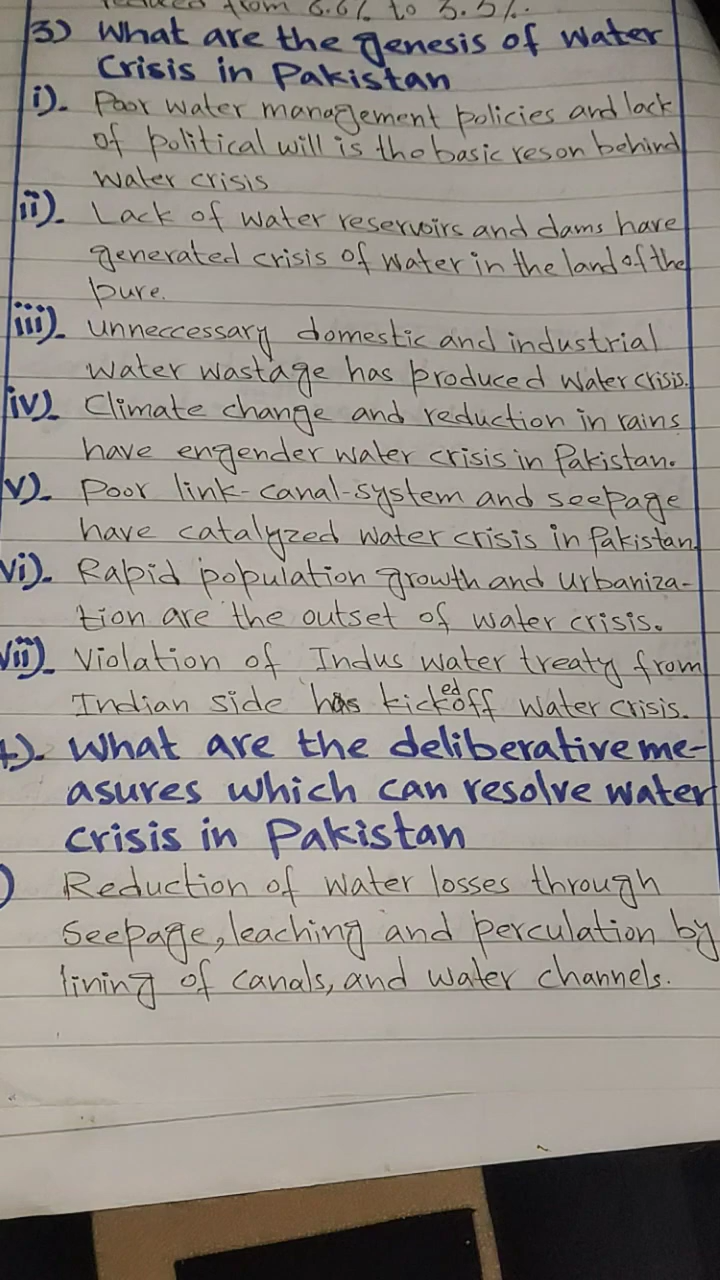 from 6.6% to 3.5%.
3) What are the genesis of water
Crisis in Pakistan
i). Poor water management policies and lack
of political will is the basic reson behind
water crisis
ii). Lack of water reservoirs and dams have
generated crisis of water in the land of the
pure.
iii). unneccessary domestic and industrial
water wastage has produced water crisis.
iv). Climate change and reduction in rains
have engender water crisis in Pakistan.
v). Poor link-canal-system and seepage
have catalyzed water crisis in Pakistan.
vi). Rapid population growth and urbaniza-
tion are the outset of water crisis.
vii). Violation of Indus water treaty from
Indian side has kickedoff water crisis.
). What are the deliberative me-
asures which can resolve water
crisis in Pakistan
) Reduction of water losses through
Seepage, leaching and perculation by
lining of canals, and water channels.